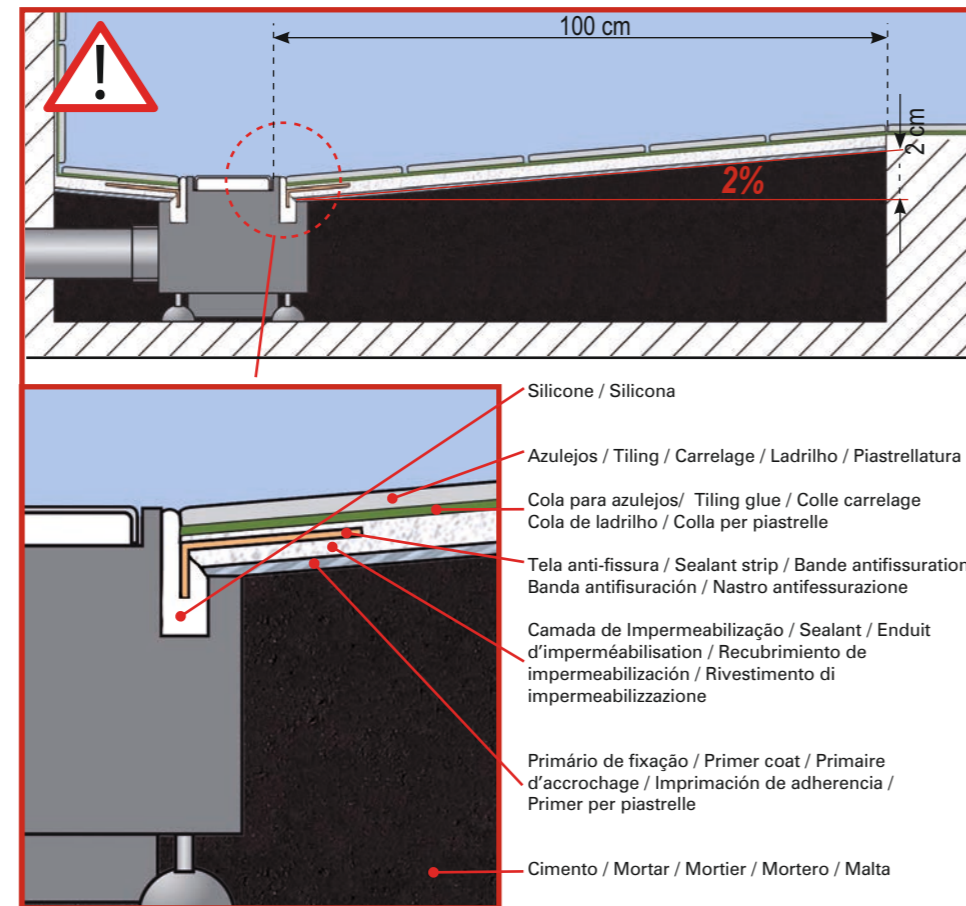 !
100 cm
2 cm
2%
Silicone / Silicona
Azulejos / Tiling / Carrelage / Ladrilho / Piastrellatura
Cola para azulejos/ Tiling glue / Colle carrelage
Cola de ladrilho / Colla per piastrelle
Tela anti-fissura / Sealant strip / Bande antifissuration
Banda antifisuración / Nastro antifessurazione
Camada de Impermeabilização / Sealant / Enduit
d’imperméabilisation / Recubrimiento de
impermeabilización / Rivestimento di
impermeabilizzazione
Primário de fixação / Primer coat / Primaire
d’accrochage / Imprimación de adherencia /
Primer per piastrelle
Cimento / Mortar / Mortier / Mortero / Malta